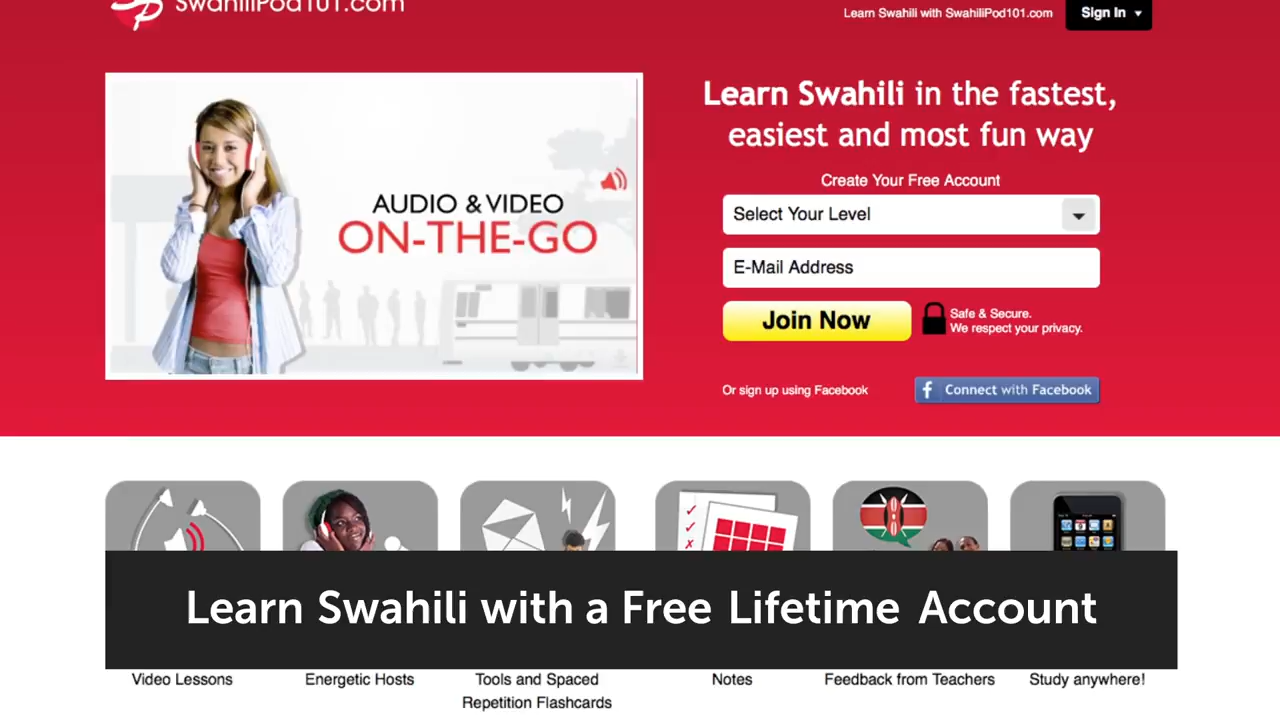 SwahiliPod101.com
Learn Swahili with SwahiliPod101.com
Sign In
Learn Swahili in the fastest,
easiest and most fun way
Create Your Free Account
Select Your Level
E-Mail Address
Join Now
Safe & Secure.
We respect your privacy.
Or sign up using Facebook
f Connect with Facebook
AUDIO & VIDEO
ON-THE-GO
Learn Swahili with a Free Lifetime Account
Video Lessons
Energetic Hosts
Tools and Spaced
Repetition Flashcards
Notes
Feedback from Teachers
Study anywhere!